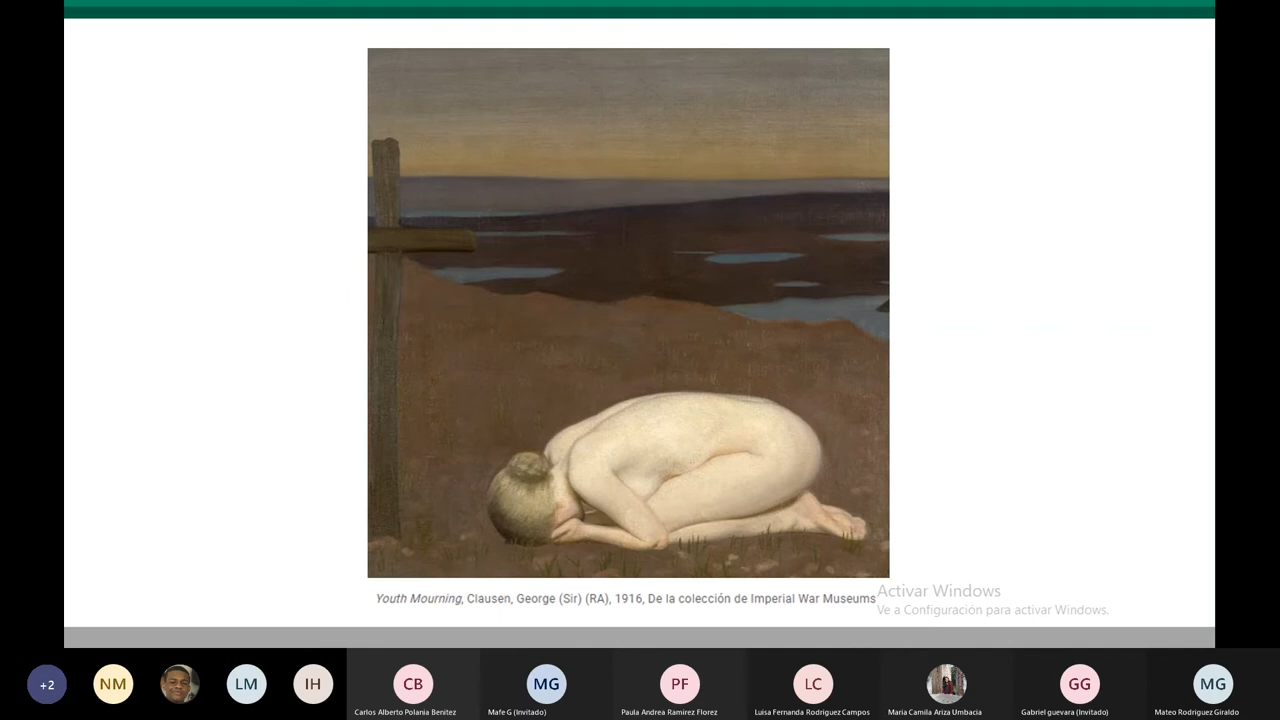 Youth Mourning, Clausen, George (Sir) (RA), 1916, De la colección de Imperial War Museums
Activar Windows
Ve a Configuración para activar Windows.
+2
NM
LM
IH
CB
MG
PF
LC
GG
MG
Carlos Alberto Polania Benitez
Mafe G (Invitado)
Paula Andrea Ramirez Florez
Luisa Fernanda Rodriguez Campos
Maria Camila Ariza Umbacia
Gabriel guevara (Invitado)
Mateo Rodriguez Giraldo